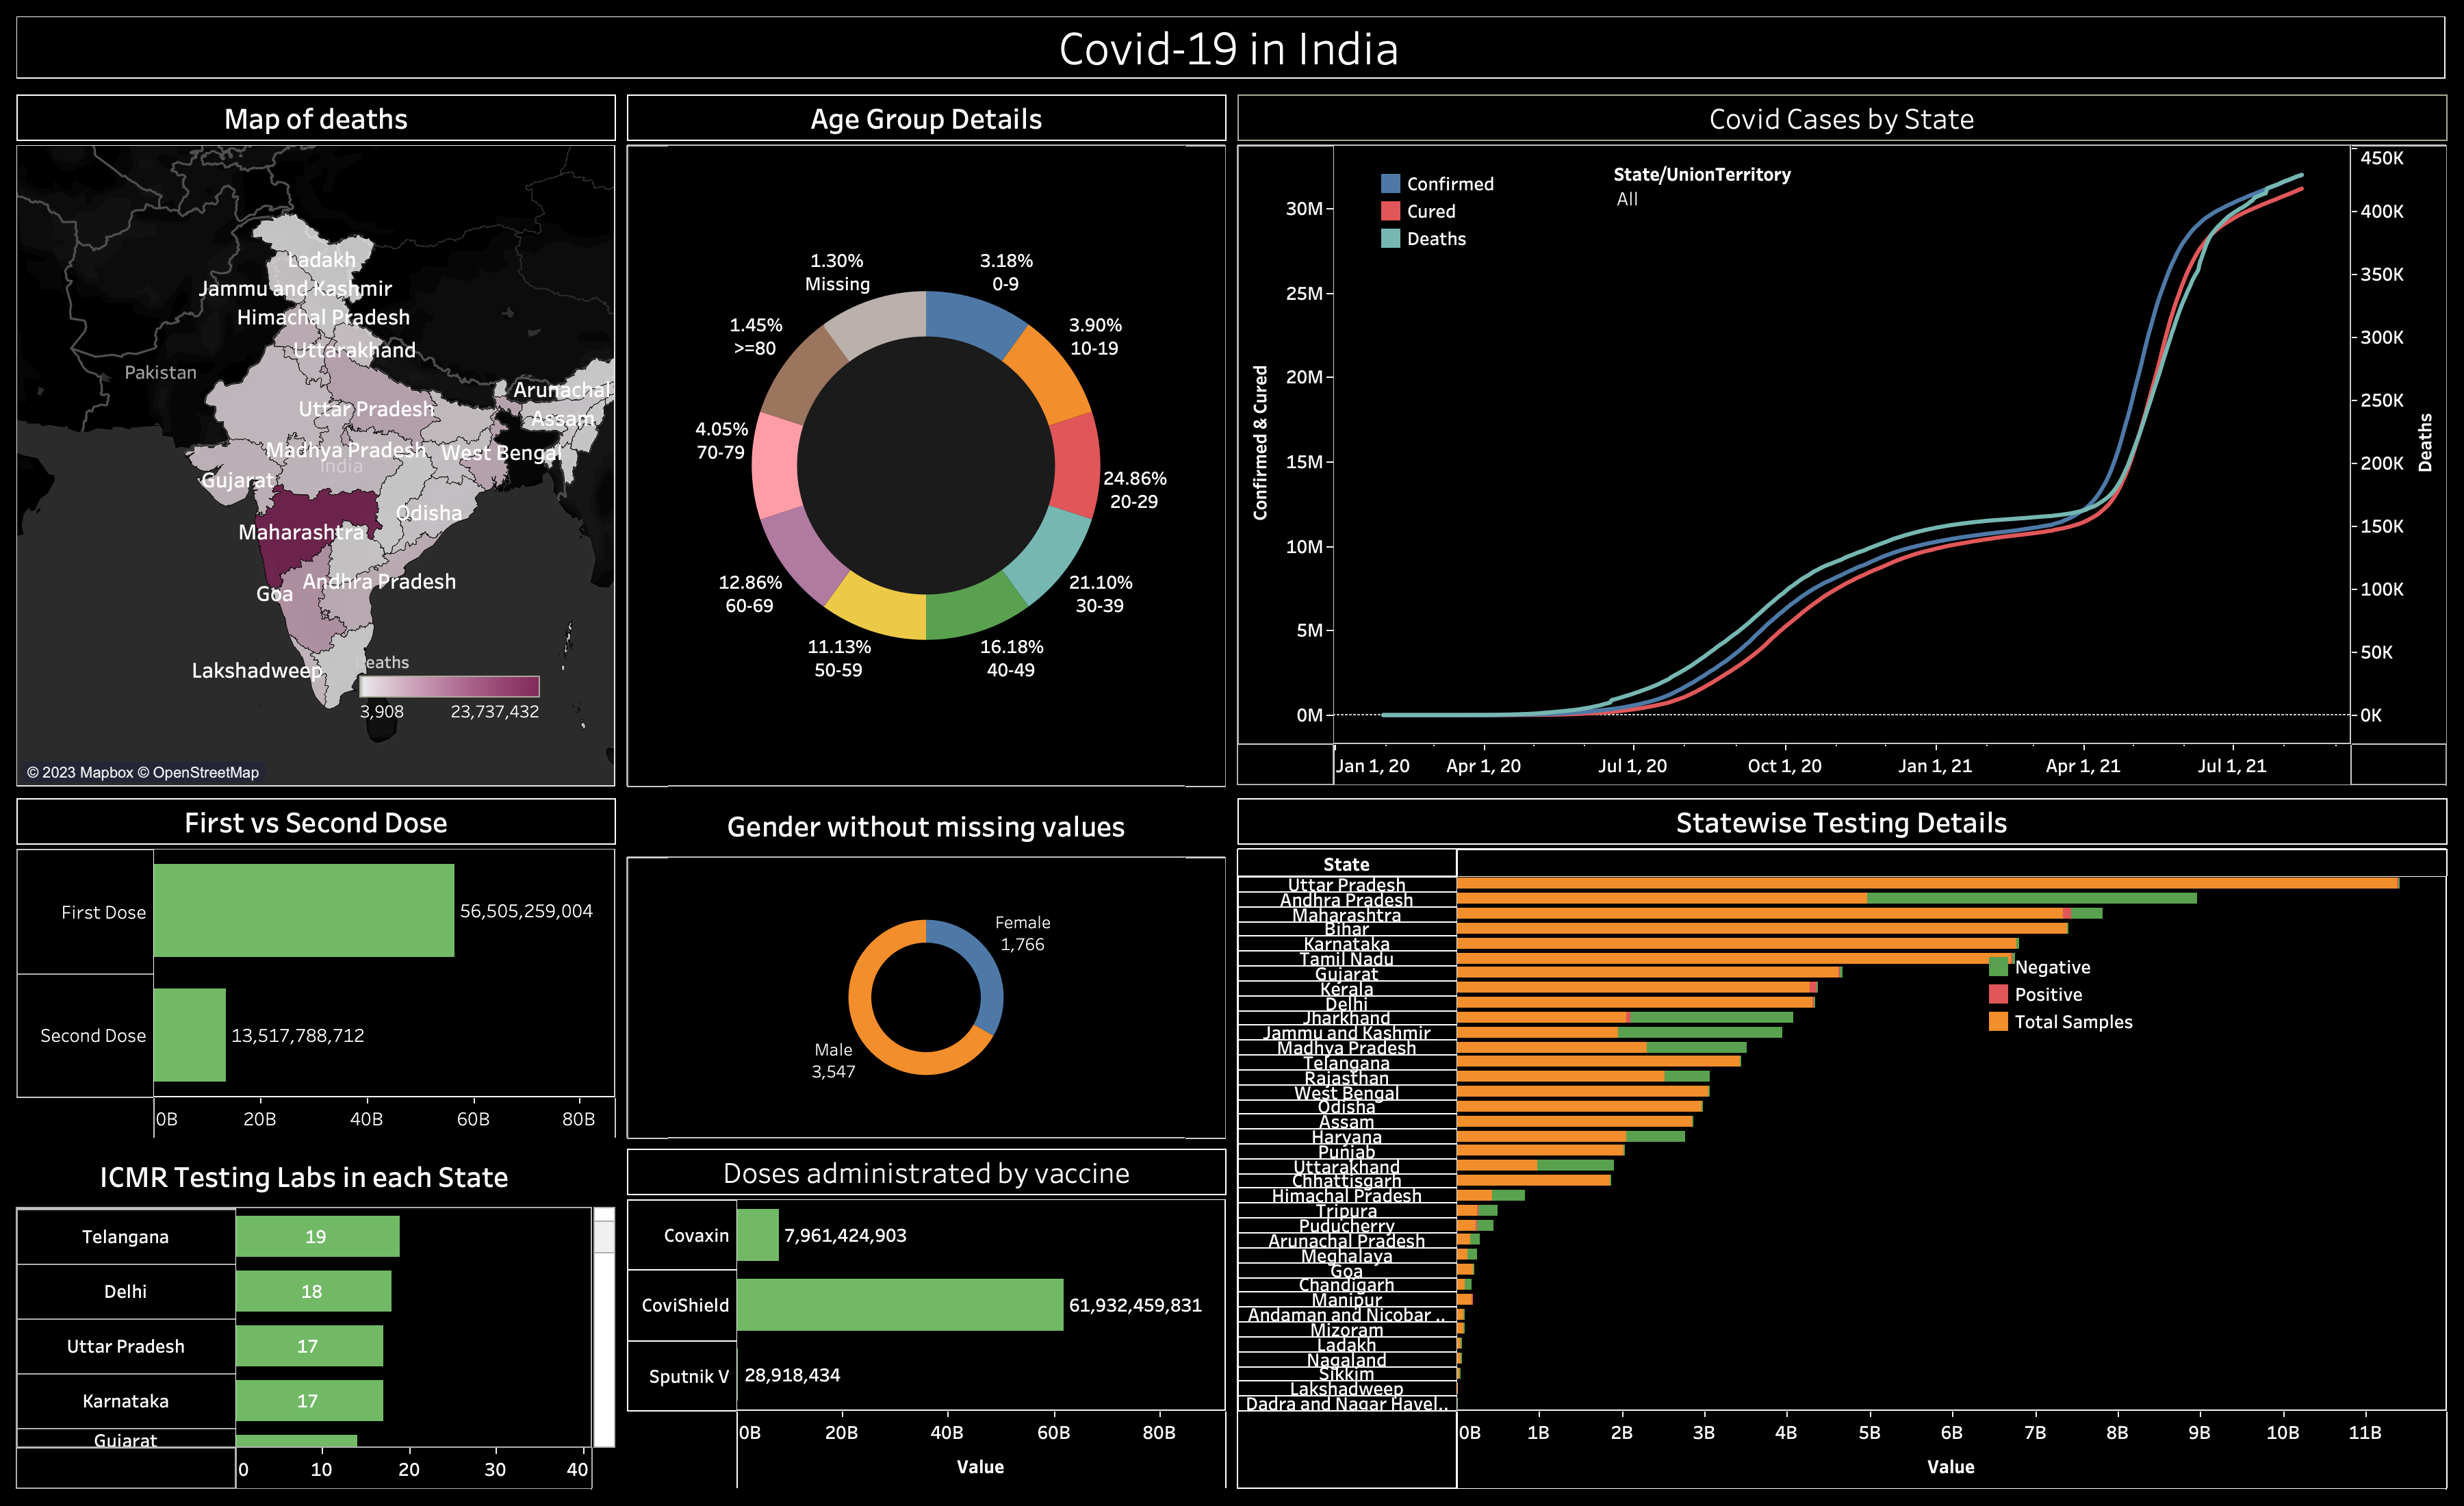 Covid-19 in India
Map of deaths
Ladakh
Jammu and Kashmir
Himachal Pradesh
Uttarakhand
Pakistan
Arunachal
Uttar Pradesh
Assam
Madhya Pradesh
West Bengal
India
Gujarat
Odisha
Maharashtra
Andhra Pradesh
Goa
Lakshadweep
Deaths
3,908
23,737,432
© 2023 Mapbox © OpenStreetMap
Age Group Details
1.30%
Missing
3.18%
0-9
1.45%
>=80
3.90%
10-19
4.05%
70-79
24.86%
20-29
12.86%
60-69
21.10%
30-39
11.13%
50-59
16.18%
40-49
Covid Cases by State
Confirmed
Cured
Deaths
State/UnionTerritory
All
Confirmed & Cured
30M
25M
20M
15M
10M
5M
0M
450K
400K
350K
300K
250K
200K
150K
100K
50K
0K
Deaths
Jan 1, 20
Apr 1, 20
Jul 1, 20
Oct 1, 20
Jan 1, 21
Apr 1, 21
Jul 1, 21
First vs Second Dose
First Dose
56,505,259,004
Second Dose
13,517,788,712
0B
20B
40B
60B
80B
Gender without missing values
Female
1,766
Male
3,547
ICMR Testing Labs in each State
Telangana
19
Delhi
18
Uttar Pradesh
17
Karnataka
17
Gujarat
0
10
20
30
40
Doses administrated by vaccine
Covaxin
7,961,424,903
CoviShield
61,932,459,831
Sputnik V
28,918,434
0B
20B
40B
60B
80B
Value
Statewise Testing Details
State
Uttar Pradesh
Andhra Pradesh
Maharashtra
Bihar
Karnataka
Tamil Nadu
Gujarat
Kerala
Delhi
Jharkhand
Jammu and Kashmir
Madhya Pradesh
Telangana
Rajasthan
West Bengal
Odisha
Assam
Haryana
Punjab
Uttarakhand
Chhattisgarh
Himachal Pradesh
Tripura
Puducherry
Arunachal Pradesh
Meghalaya
Goa
Chandigarh
Manipur
Andaman and Nicobar ..
Mizoram
Ladakh
Nagaland
Sikkim
Lakshadweep
Dadra and Nagar Havel..
Negative
Positive
Total Samples
0B
1B
2B
3B
4B
5B
6B
7B
8B
9B
10B
11B
Value